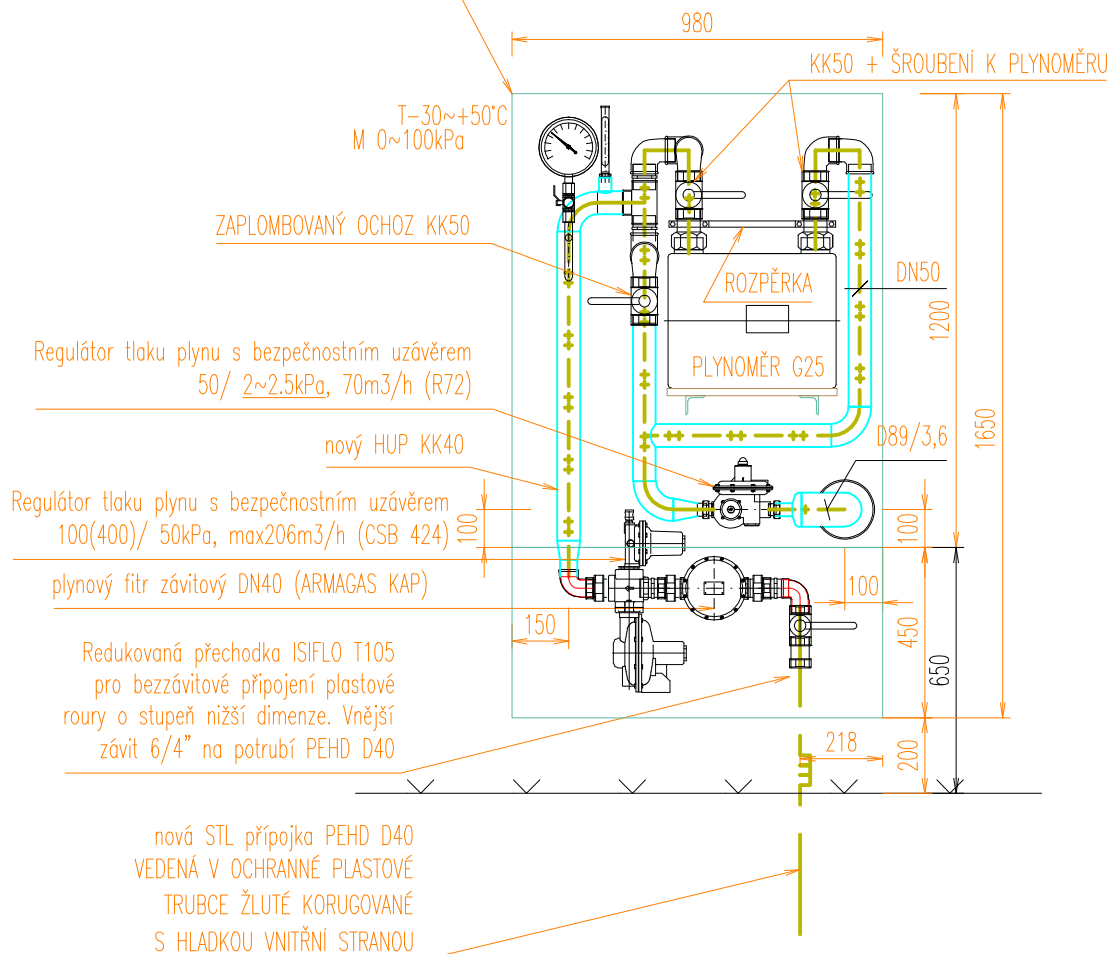 980
KK50 + ŠROUBENÍ K PLYNOMĚRU
T-30~+50°C
M 0~100kPa
ZAPLOMBOVANÝ OCHOZ KK50
ROZPĚRKA
DN50
1200
1650
Regulátor tlaku plynu s bezpečnostním uzávěrem
50/ 2~2.5kPa, 70m3/h (R72)
PLYNOMĚR G25
nový HUP KK40
D89/3,6
Regulátor tlaku plynu s bezpečnostním uzávěrem
100(400)/ 50kPa, max206m3/h (CSB 424)
100
100
plynový fitr závitový DN40 (ARMAGAS KAP)
100
150
450
650
Redukovaná přechodka ISIFLO T105
pro bezzávitové připojení plastové
roury o stupeň nižší dimenze. Vnější
závit 6/4" na potrubí PEHD D40
218
200
nová STL přípojka PEHD D40
VEDENÁ V OCHRANNÉ PLASTOVÉ
TRUBCE ŽLUTÉ KORUGOVANÉ
S HLADKOU VNITŘNÍ STRANOU